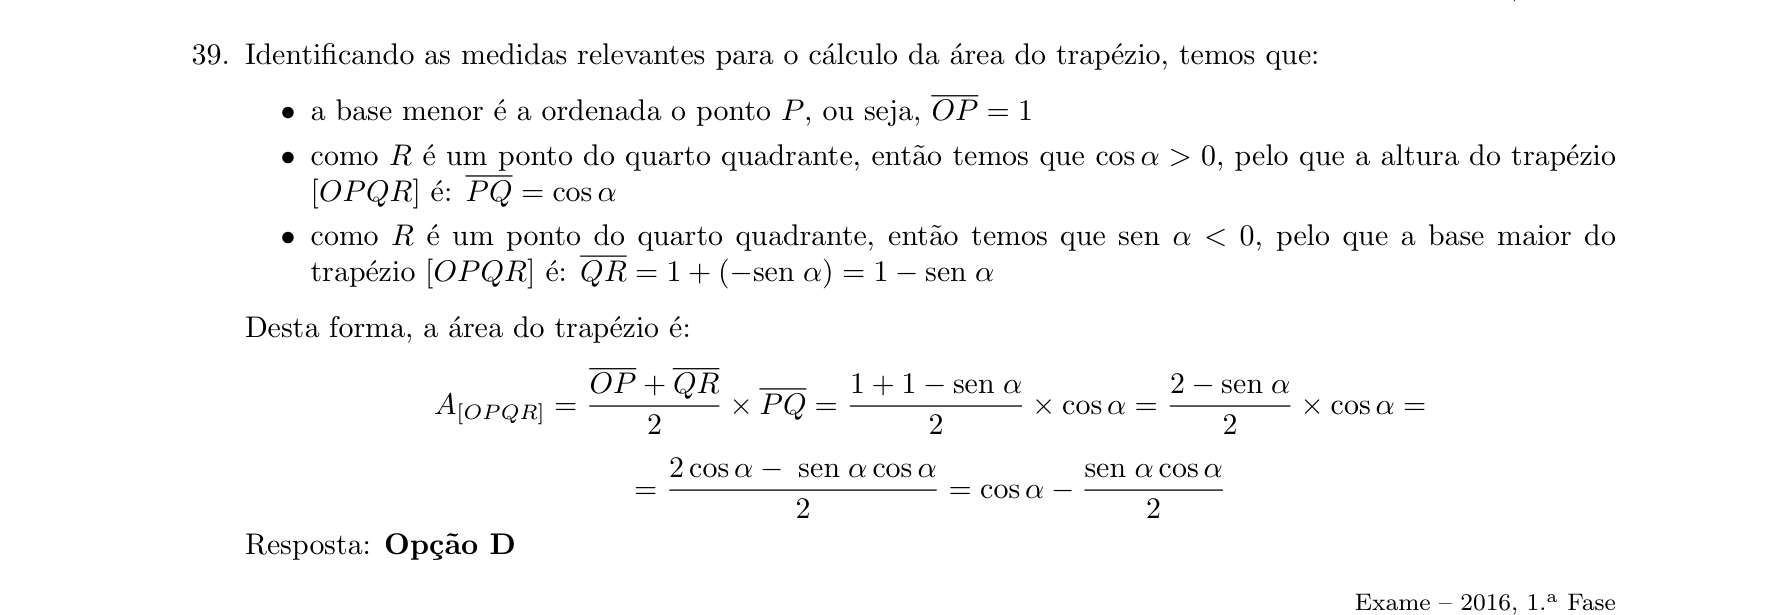 39. Identificando as medidas relevantes para o cálculo da área do trapézio, temos que:
• a base menor é a ordenada o ponto $P$, ou seja, $\overline{OP} = 1$
• como $R$ é um ponto do quarto quadrante, então temos que $\cos \alpha > 0$, pelo que a altura do trapézio
$[OPQR]$ é: $\overline{PQ} = \cos \alpha$
• como $R$ é um ponto do quarto quadrante, então temos que $\text{sen } \alpha < 0$, pelo que a base maior do
trapézio $[OPQR]$ é: $\overline{QR} = 1 + (-\text{sen } \alpha) = 1 - \text{sen } \alpha$
Desta forma, a área do trapézio é:
$A_{[OPQR]} = \frac{\overline{OP} + \overline{QR}}{2} \times \overline{PQ} = \frac{1 + 1 - \text{sen } \alpha}{2} \times \cos \alpha = \frac{2 - \text{sen } \alpha}{2} \times \cos \alpha =$
$= \frac{2 \cos \alpha - \text{ sen } \alpha \cos \alpha}{2} = \cos \alpha - \frac{\text{sen } \alpha \cos \alpha}{2}$
Resposta: **Opção D**
Exame – 2016, 1.ª Fase